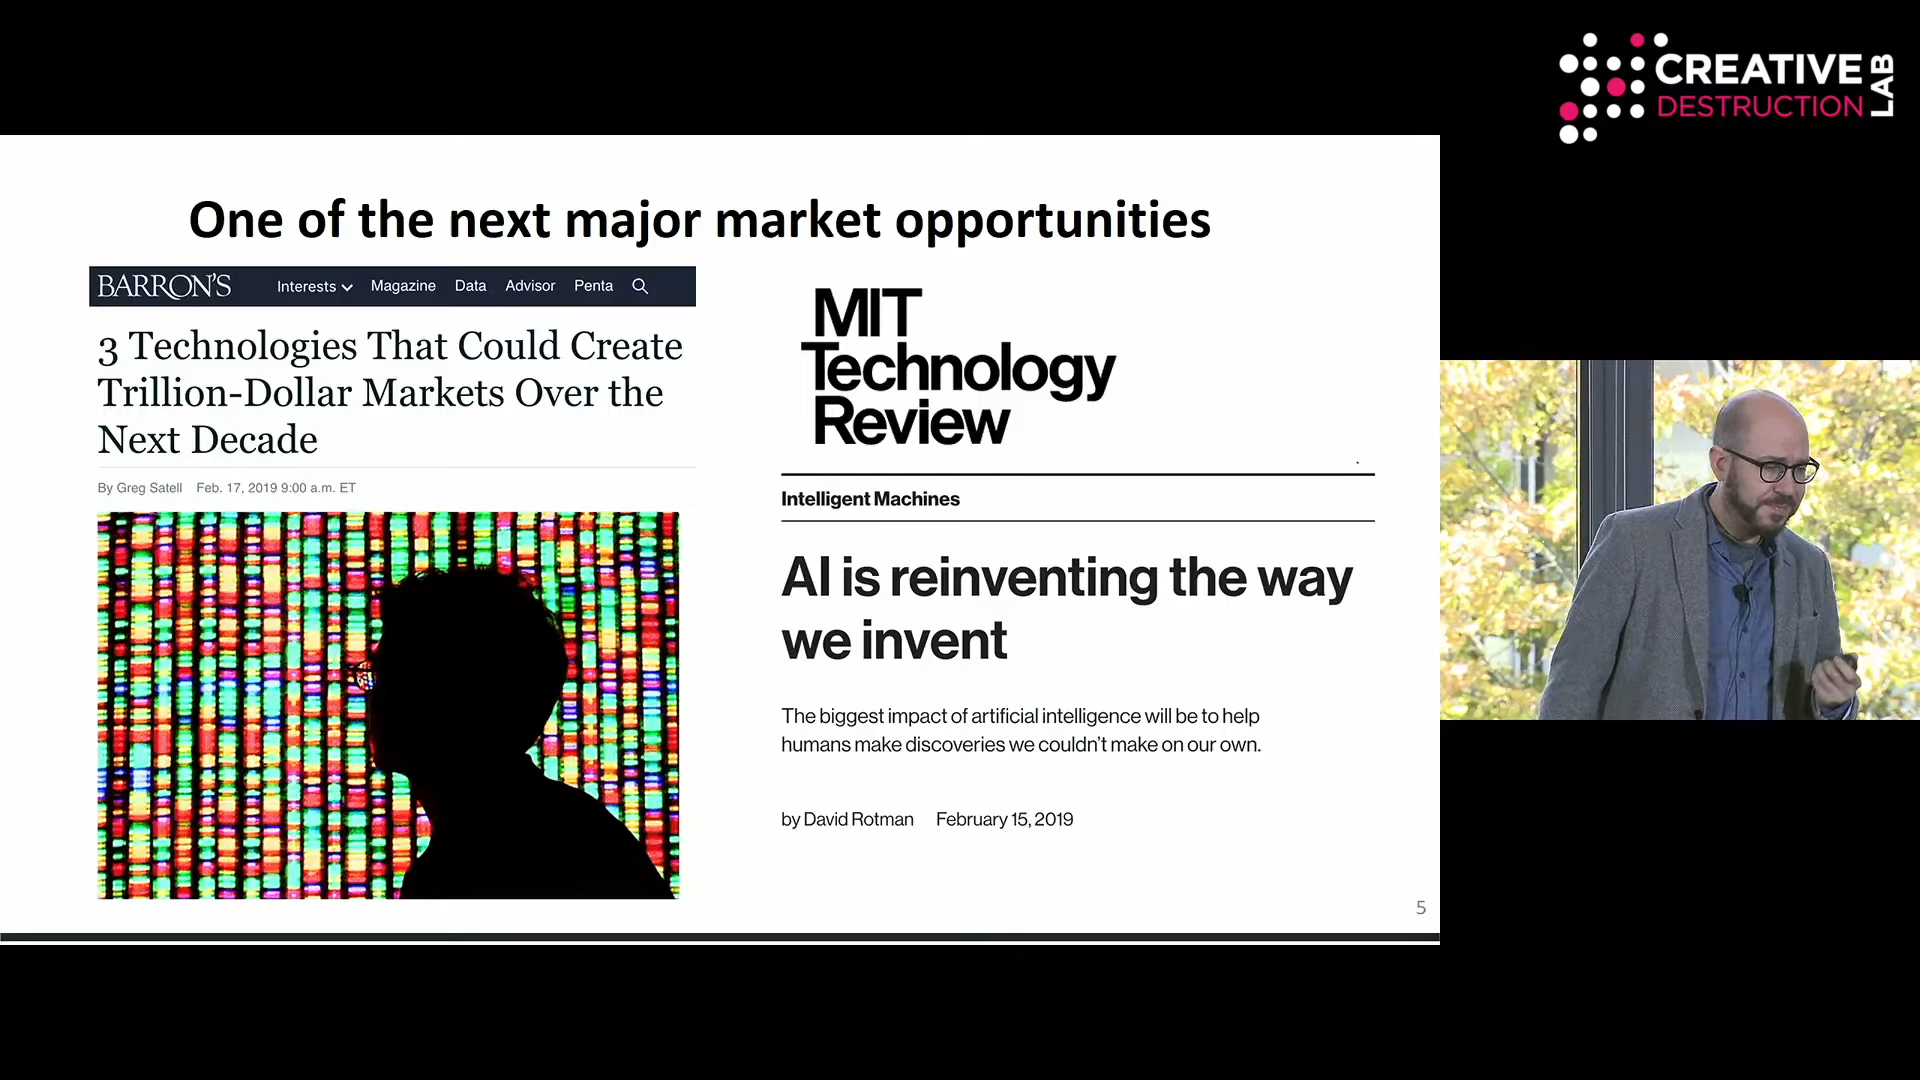 CREATIVE
DESTRUCTION
LAB
One of the next major market opportunities
BARRON'S Interests Magazine Data Advisor Penta
3 Technologies That Could Create
Trillion-Dollar Markets Over the
Next Decade
By Greg Satell Feb. 17, 2019 9:00 a.m. ET
MIT
Technology
Review
Intelligent Machines
AI is reinventing the way
we invent
The biggest impact of artificial intelligence will be to help
humans make discoveries we couldn't make on our own.
by David Rotman February 15, 2019
5